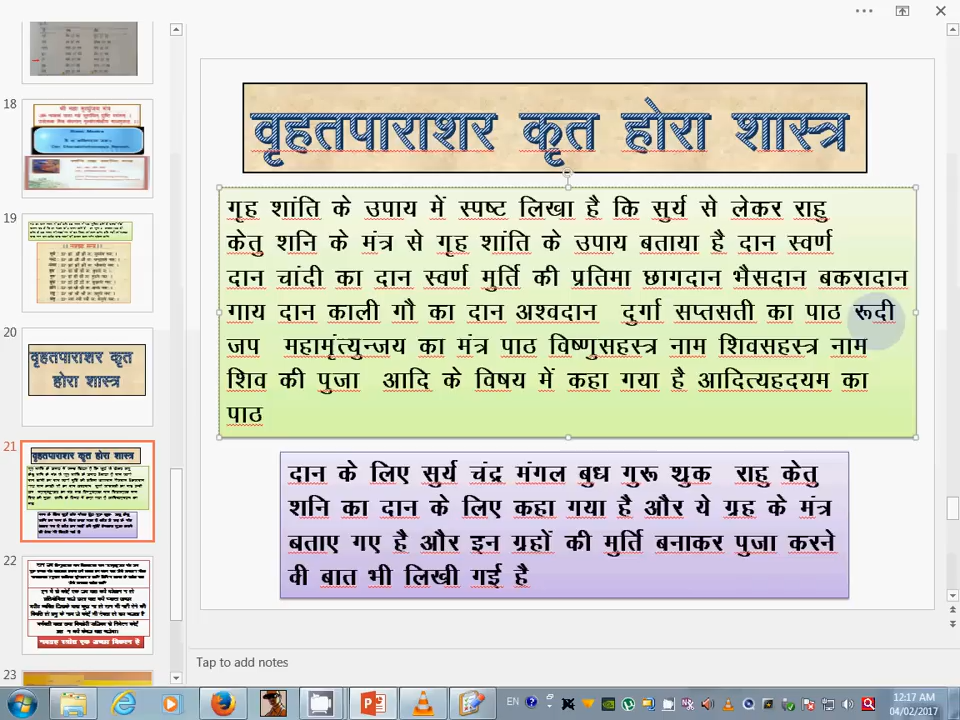 वृहतपाराशर कृत होरा शास्त्र
गृह शांति के उपाय में स्पष्ट लिखा है कि सुर्य से लेकर राहु
केतु शनि के मंत्र से गृह शांति के उपाय बताया है दान स्वर्ण
दान चांदी का दान स्वर्ण मुर्ति की प्रतिमा छागदान भैसदान बकरादान
गाय दान काली गौ का दान अश्वदान दुर्गा सप्तसती का पाठ रूदी
जप महामृंत्युन्जय का मंत्र पाठ विष्णुसहस्त्र नाम शिवसहस्त्र नाम
शिव की पुजा आदि के विषय में कहा गया है आदित्यहदयम का
पाठ
दान के लिए सुर्य चंद्र मंगल बुध गुरू शुक राहु केतु
शनि का दान के लिए कहा गया है और ये ग्रह के मंत्र
बताए गए है और इन ग्रहों की मुर्ति बनाकर पुजा करने
वी बात भी लिखी गई है
18
19
20
वृहतपाराशर कृत
होरा शास्त्र
21
वृहतपाराशर कृत होरा शास्त्र
22
23
Tap to add notes
EN
12:17 AM
04/02/2017